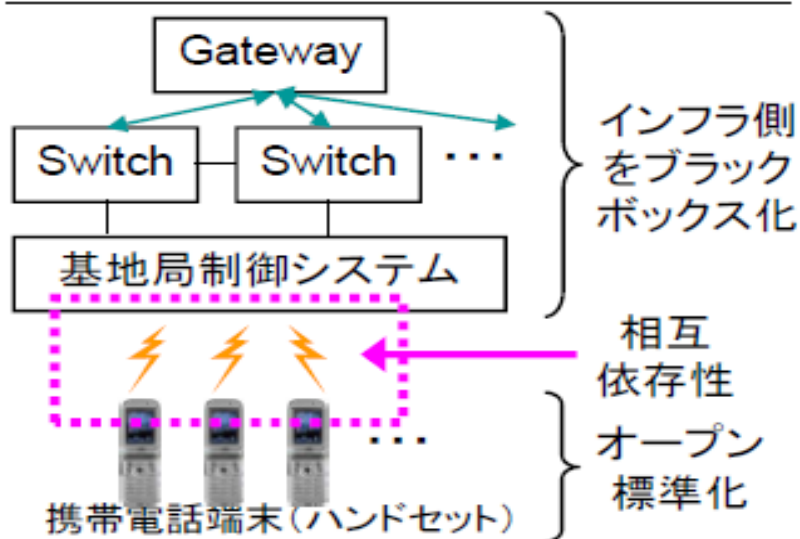 Gateway
Switch
Switch
・・・
インフラ側
をブラック
ボックス化
基地局制御システム
相互
依存性
・・・
オープン
標準化
携帯電話端末(ハンドセット)